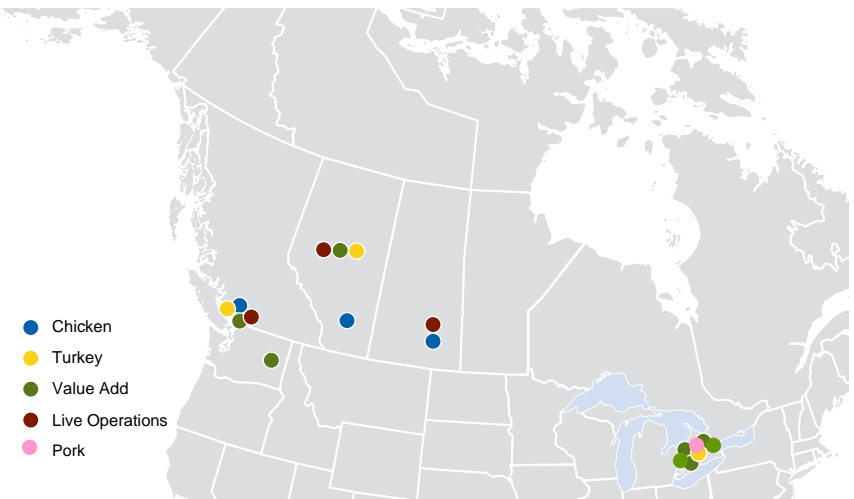 Chicken
Turkey
Value Add
Live Operations
Pork